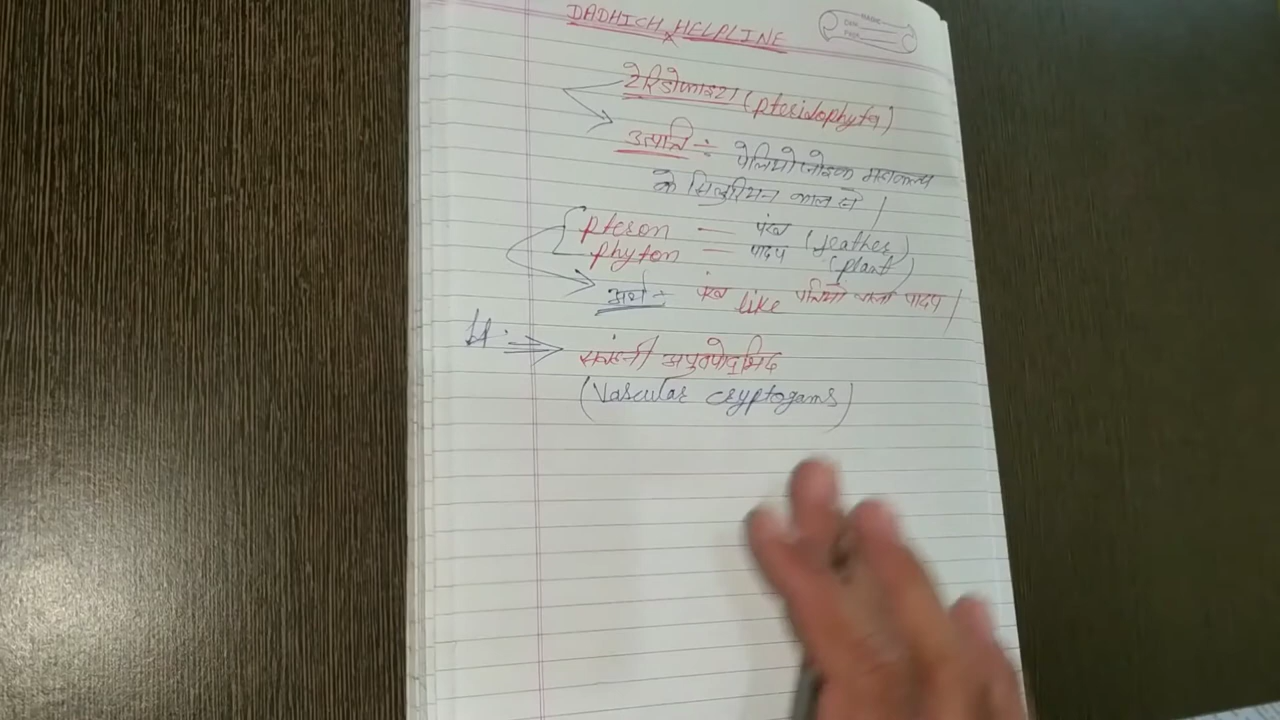 DADHICH HELPLINE
टेरिडोफाइटा (pteridophyta)
उत्पत्ति ÷ पेलियोजोइक महाकल्प
के सिलुरियन काल में |
pteron — पंख (feather)
phyton — पादप (plant)
अर्थ ÷ पंख like पत्तियों वाला पादप |
संवहनी अपुष्पोद्भिद
(Vascular cryptogams)